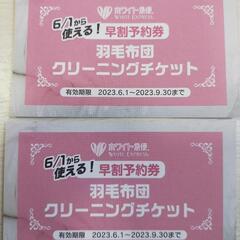 ホワイト急便
WHITE EXPRESS
6/1から
使える!
早割予約券
羽毛布団
クリーニングチケット
有効期限 2023.6.1〜2023.9.30まで
ホワイト急便
WHITE EXPRESS
6/1から
使える!
早割予約券
羽毛布団
クリーニングチケット
有効期限 2023.6.1〜2023.9.30まで